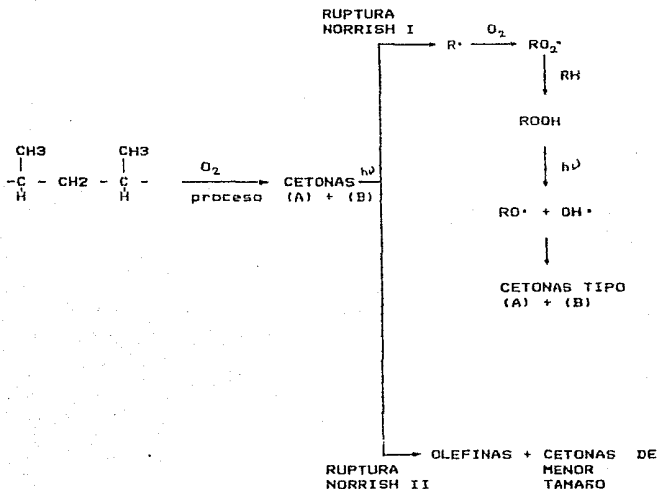 RUPTURA
NORRISH I
R· O2 RO2·
RH
ROOH
hν
RO· + OH·
CETONAS TIPO
(A) + (B)
CH3 CH3
-C - CH2 - C - O2 CETONAS hν
H H proceso (A) + (B)
OLEFINAS + CETONAS DE
RUPTURA MENOR
NORRISH II TAMAÑO